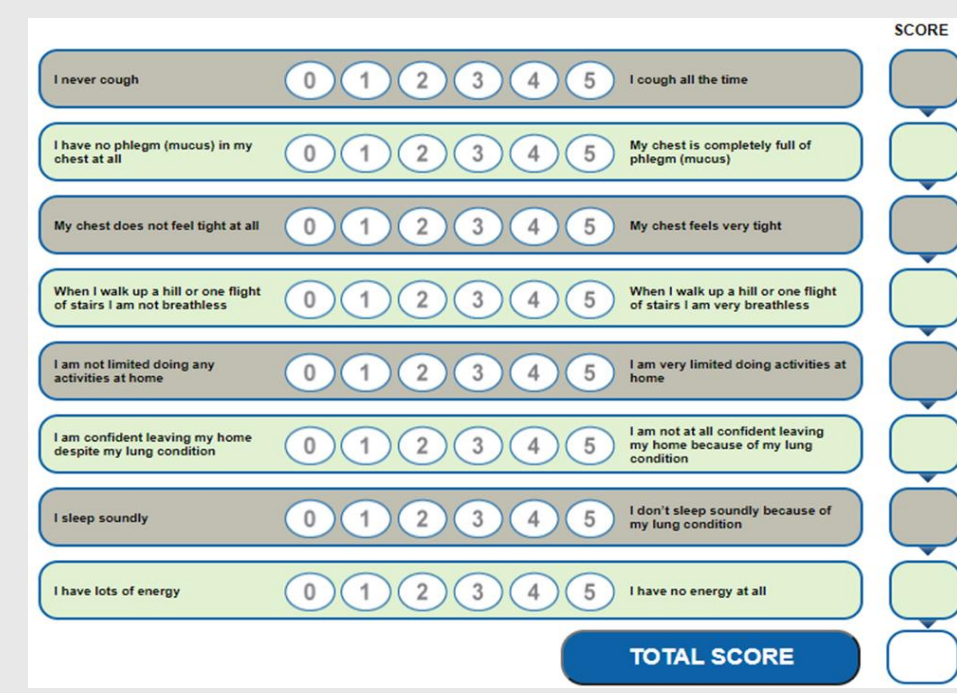 SCORE
I never cough 0 1 2 3 4 5 I cough all the time
I have no phlegm (mucus) in my
chest at all
0 1 2 3 4 5
My chest is completely full of
phlegm (mucus)
My chest does not feel tight at all 0 1 2 3 4 5 My chest feels very tight
When I walk up a hill or one flight
of stairs I am not breathless
0 1 2 3 4 5
When I walk up a hill or one flight
of stairs I am very breathless
I am not limited doing any
activities at home
0 1 2 3 4 5
I am very limited doing activities at
home
I am confident leaving my home
despite my lung condition
0 1 2 3 4 5
I am not at all confident leaving
my home because of my lung
condition
I sleep soundly
0 1 2 3 4 5
I don't sleep soundly because of
my lung condition
I have lots of energy 0 1 2 3 4 5 I have no energy at all
TOTAL SCORE